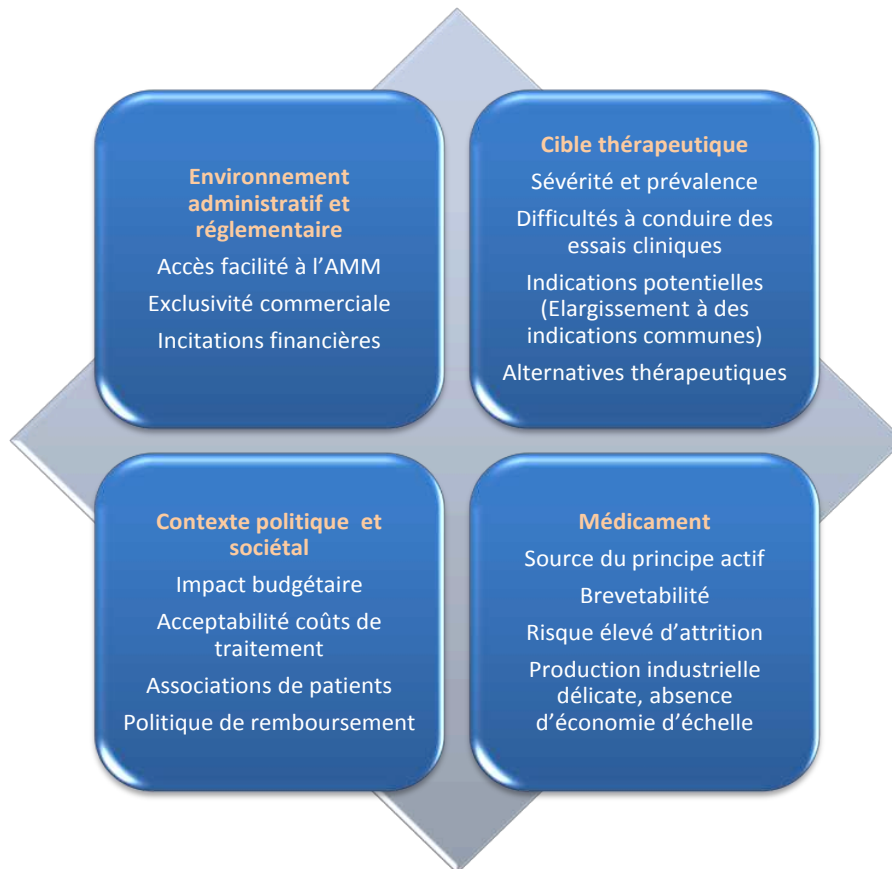 Environnement
administratif et
réglementaire
Accès facilité à l’AMM
Exclusivité commerciale
Incitations financières
Cible thérapeutique
Sévérité et prévalence
Difficultés à conduire des
essais cliniques
Indications potentielles
(Elargissement à des
indications communes)
Alternatives thérapeutiques
Contexte politique et
sociétal
Impact budgétaire
Acceptabilité coûts de
traitement
Associations de patients
Politique de remboursement
Médicament
Source du principe actif
Brevetabilité
Risque élevé d’attrition
Production industrielle
délicate, absence
d’économie d’échelle